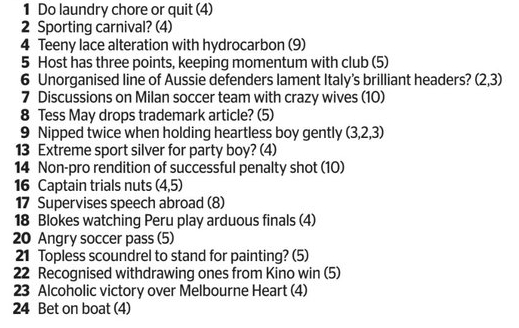 1 Do laundry chore or quit (4)
2 Sporting carnival? (4)
4 Teeny lace alteration with hydrocarbon (9)
5 Host has three points, keeping momentum with club (5)
6 Unorganised line of Aussie defenders lament Italy's brilliant headers? (2,3)
7 Discussions on Milan soccer team with crazy wives (10)
8 Tess May drops trademark article? (5)
9 Nipped twice when holding heartless boy gently (3,2,3)
13 Extreme sport silver for party boy? (4)
14 Non-pro rendition of successful penalty shot (10)
16 Captain trials nuts (4,5)
17 Supervises speech abroad (8)
18 Blokes watching Peru play arduous finals (4)
20 Angry soccer pass (5)
21 Topless scoundrel to stand for painting? (5)
22 Recognised withdrawing ones from Kino win (5)
23 Alcoholic victory over Melbourne Heart (4)
24 Bet on boat (4)